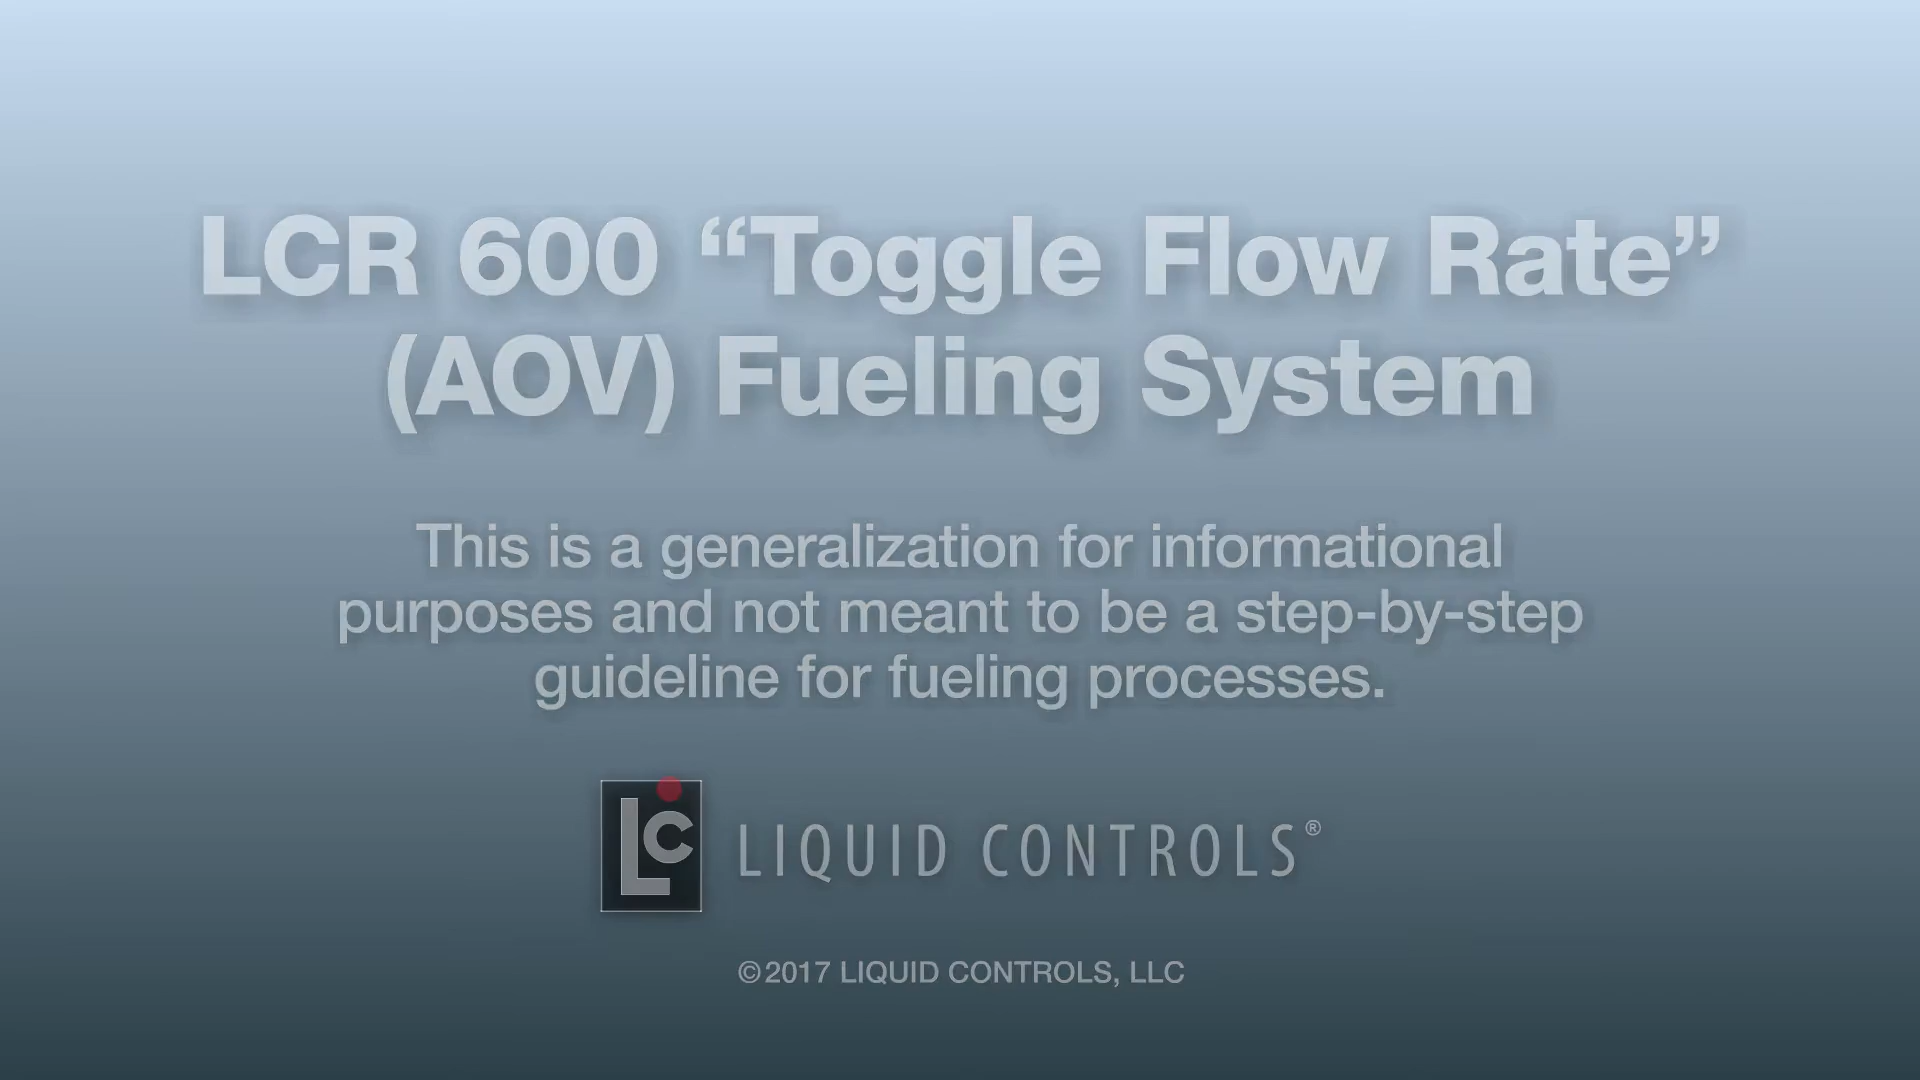 LCR 600 “Toggle Flow Rate”
(AOV) Fueling System
This is a generalization for informational
purposes and not meant to be a step-by-step
guideline for fueling processes.
LC LIQUID CONTROLS®
©2017 LIQUID CONTROLS, LLC